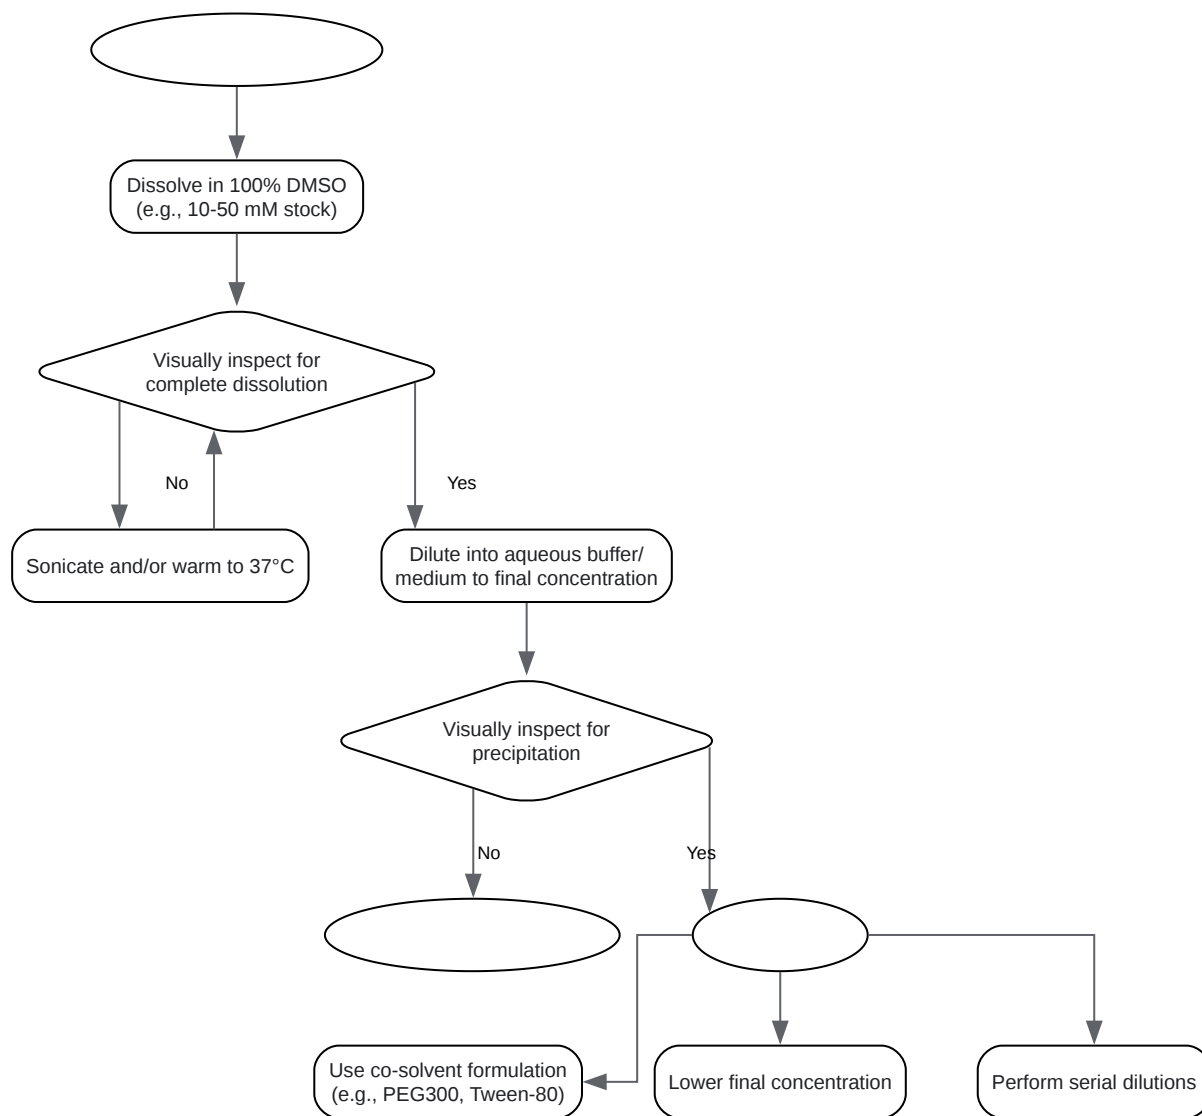 Dissolve in 100% DMSO
(e.g., 10-50 mM stock)
Visually inspect for
complete dissolution
No
Yes
Sonicate and/or warm to 37°C
Dilute into aqueous buffer/
medium to final concentration
Visually inspect for
precipitation
No
Yes
Use co-solvent formulation
(e.g., PEG300, Tween-80)
Lower final concentration
Perform serial dilutions